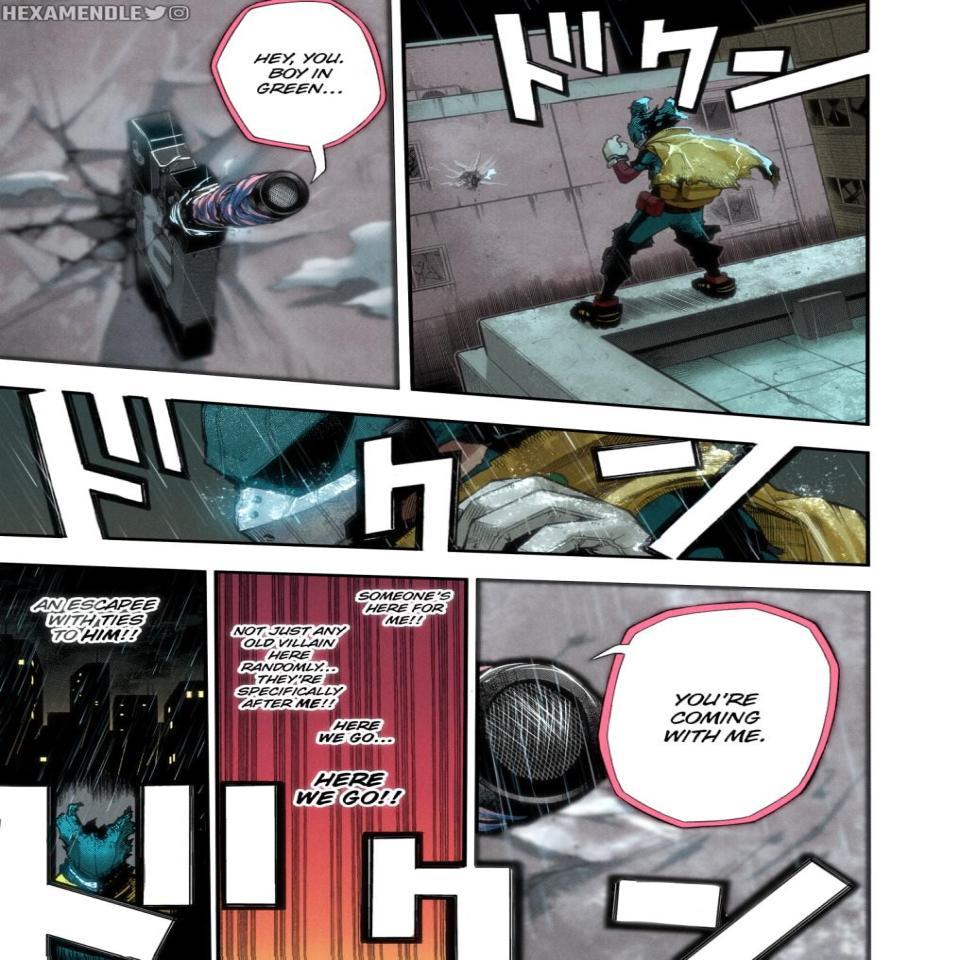 HEXAMENDLE
ドクン
HEY, YOU.
BOY IN
GREEN...
ドクン
YOU'RE
COMING
WITH ME.
SOMEONE'S
HERE FOR
ME!!
NOT JUST ANY
OLD VILLAIN
HERE
RANDOMLY...
THEY'RE
SPECIFICALLY
AFTER ME!!
HERE
WE GO...
HERE
WE GO!!
AN ESCAPEE
WITH TIES
TO HIM!!
ドクン